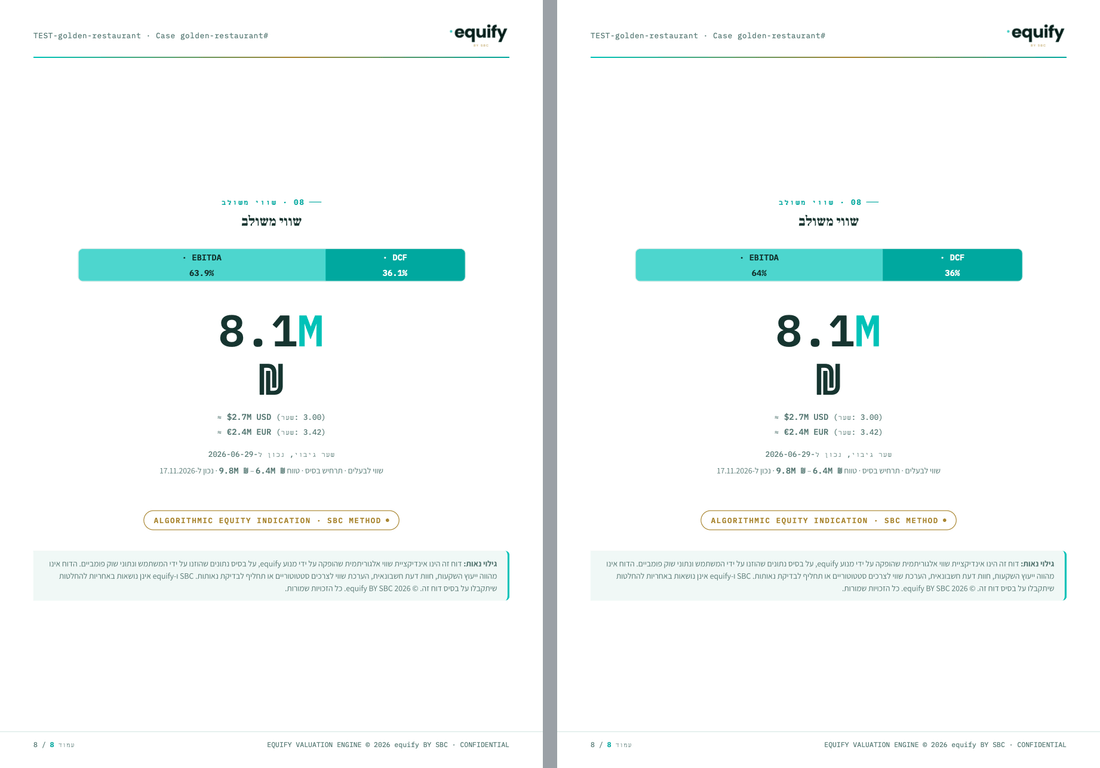 TEST-golden-restaurant · Case golden-restaurant#
equify
BY SBC
08 · שווי משולב
שווי משולב
· EBITDA
63.9%
· DCF
36.1%
8.1M
₪
≈ $2.7M USD (שער: 3.00)
≈ €2.4M EUR (שער: 3.42)
שער גיבוי, נכון ל-2026-06-29
שווי לבעלים · תרחיש בסיס · טווח ₪ 6.4M – ₪ 9.8M · נכון ל-17.11.2026
ALGORITHMIC EQUITY INDICATION · SBC METHOD
גילוי נאות: דוח זה הינו אינדיקציית שווי אלגוריתמית שהופקה על ידי מנוע equify, על בסיס נתונים שהוזנו על ידי המשתמש ונתוני שוק פומביים. הדוח אינו
מהווה ייעוץ השקעות, חוות דעת חשבונאית, הערכת שווי לצרכים סטטוטוריים או תחליף לבדיקת נאותות. SBC ו-equify אינן נושאות באחריות להחלטות
שיתקבלו על בסיס דוח זה. © 2026 equify BY SBC. כל הזכויות שמורות.
עמוד 8 / 8
EQUIFY VALUATION ENGINE © 2026 equify BY SBC · CONFIDENTIAL
TEST-golden-restaurant · Case golden-restaurant#
equify
BY SBC
08 · שווי משולב
שווי משולב
· EBITDA
64%
· DCF
36%
8.1M
₪
≈ $2.7M USD (שער: 3.00)
≈ €2.4M EUR (שער: 3.42)
שער גיבוי, נכון ל-2026-06-29
שווי לבעלים · תרחיש בסיס · טווח ₪ 6.4M – ₪ 9.8M · נכון ל-17.11.2026
ALGORITHMIC EQUITY INDICATION · SBC METHOD
גילוי נאות: דוח זה הינו אינדיקציית שווי אלגוריתמית שהופקה על ידי מנוע equify, על בסיס נתונים שהוזנו על ידי המשתמש ונתוני שוק פומביים. הדוח אינו
מהווה ייעוץ השקעות, חוות דעת חשבונאית, הערכת שווי לצרכים סטטוטוריים או תחליף לבדיקת נאותות. SBC ו-equify אינן נושאות באחריות להחלטות
שיתקבלו על בסיס דוח זה. © 2026 equify BY SBC. כל הזכויות שמורות.
עמוד 8 / 8
EQUIFY VALUATION ENGINE © 2026 equify BY SBC · CONFIDENTIAL